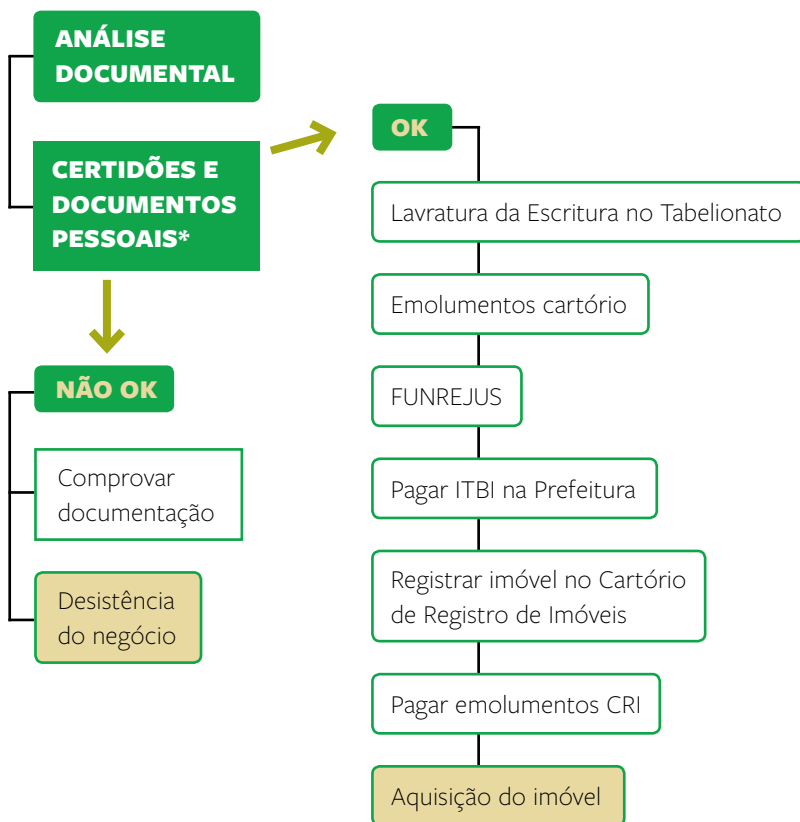 ANÁLISE
DOCUMENTAL
CERTIDÕES E
DOCUMENTOS
PESSOAIS*
NÃO OK
Comprovar
documentação
Desistência
do negócio
OK
Lavratura da Escritura no Tabelionato
Emolumentos cartório
FUNREJUS
Pagar ITBI na Prefeitura
Registrar imóvel no Cartório
de Registro de Imóveis
Pagar emolumentos CRI
Aquisição do imóvel